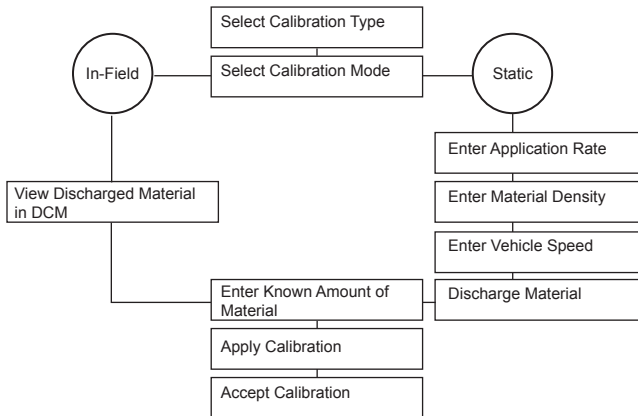 Select Calibration Type
In-Field
Select Calibration Mode
Static
Enter Application Rate
View Discharged Material
in DCM
Enter Material Density
Enter Vehicle Speed
Enter Known Amount of
Material
Discharge Material
Apply Calibration
Accept Calibration